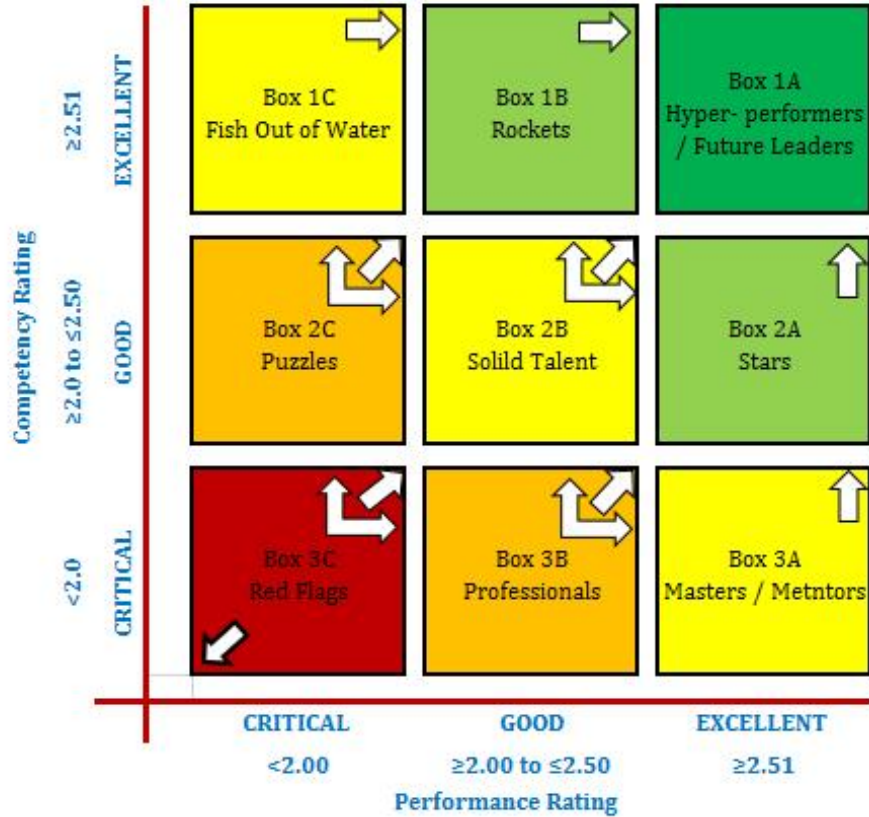 Competency Rating
≥2.51
EXCELLENT
Box 1C
Fish Out of Water
Box 1B
Rockets
Box 1A
Hyper- performers
/ Future Leaders
≥2.0 to ≤2.50
GOOD
Box 2C
Puzzles
Box 2B
Solild Talent
Box 2A
Stars
<2.0
CRITICAL
Box 3C
Red Flags
Box 3B
Professionals
Box 3A
Masters / Metntors
CRITICAL
GOOD
EXCELLENT
<2.00
≥2.00 to ≤2.50
≥2.51
Performance Rating